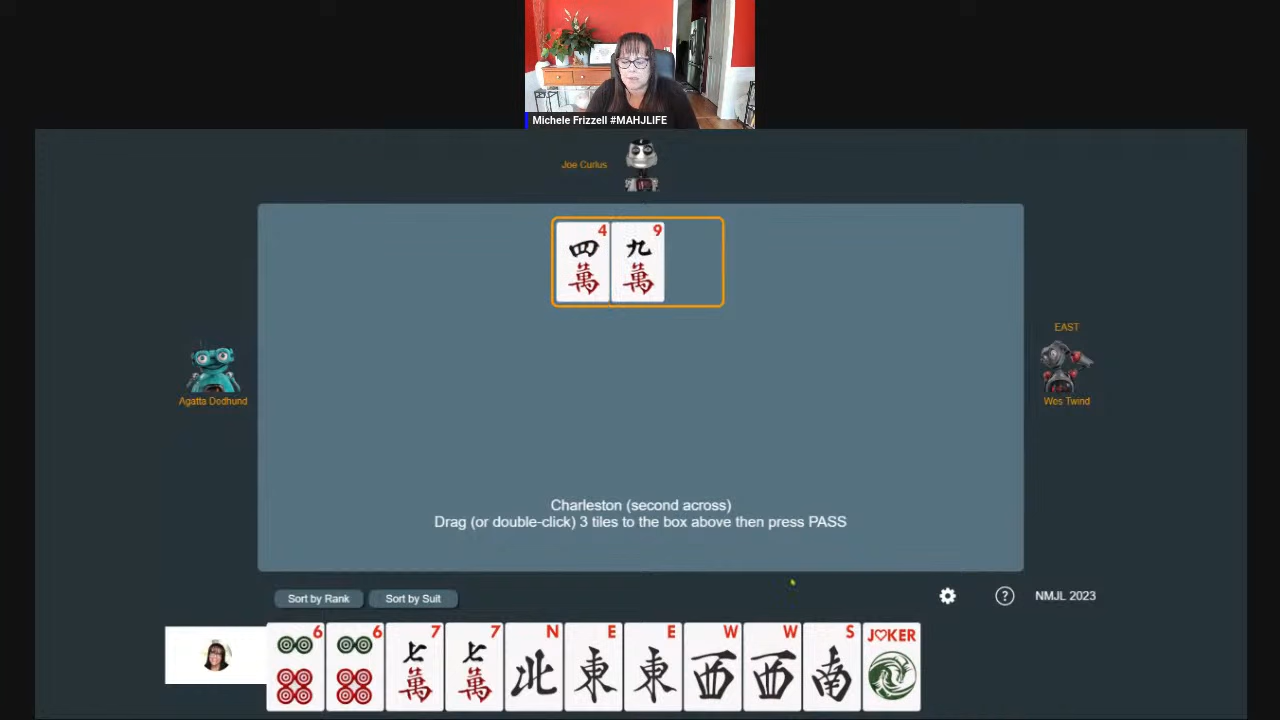 Michele Frizzell #MAHJLIFE
Joe Curlus
4 9
四 九
萬 萬
EAST
Agatta Dedhund
Wes Twind
Charleston (second across)
Drag (or double-click) 3 tiles to the box above then press PASS
Sort by Rank Sort by Suit ? NMJL 2023
6 6 7 7 N E E W W S JOKER
七 七 北 東 東 西 西 南
萬 萬